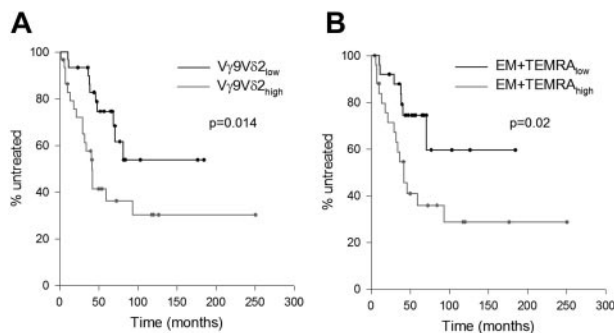 A
Vγ9Vδ2low
Vγ9Vδ2high
p=0.014
% untreated
100
80
60
40
20
0
0 50 100 150 200 250 300
Time (months)
B
EM+TEMRAlow
EM+TEMRAhigh
p=0.02
% untreated
100
80
60
40
20
0
0 50 100 150 200 250 300
Time (months)